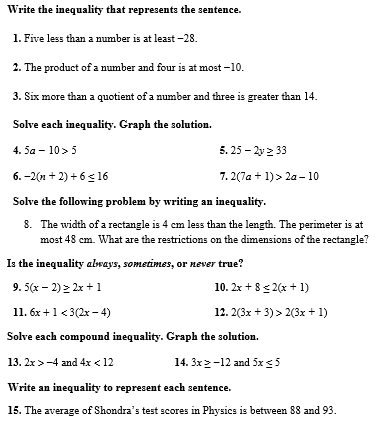 Write the inequality that represents the sentence.
1. Five less than a number is at least −28.
2. The product of a number and four is at most −10.
3. Six more than a quotient of a number and three is greater than 14.
Solve each inequality. Graph the solution.
4. 5a − 10 > 5 5. 25 − 2y ≥ 33
6. −2(n + 2) + 6 ≤ 16 7. 2(7a + 1) > 2a − 10
Solve the following problem by writing an inequality.
8. The width of a rectangle is 4 cm less than the length. The perimeter is at
most 48 cm. What are the restrictions on the dimensions of the rectangle?
Is the inequality always, sometimes, or never true?
9. 5(x − 2) ≥ 2x + 1 10. 2x + 8 ≤ 2(x + 1)
11. 6x + 1 < 3(2x − 4) 12. 2(3x + 3) > 2(3x + 1)
Solve each compound inequality. Graph the solution.
13. 2x > −4 and 4x < 12 14. 3x ≥ −12 and 5x ≤ 5
Write an inequality to represent each sentence.
15. The average of Shondra's test scores in Physics is between 88 and 93.